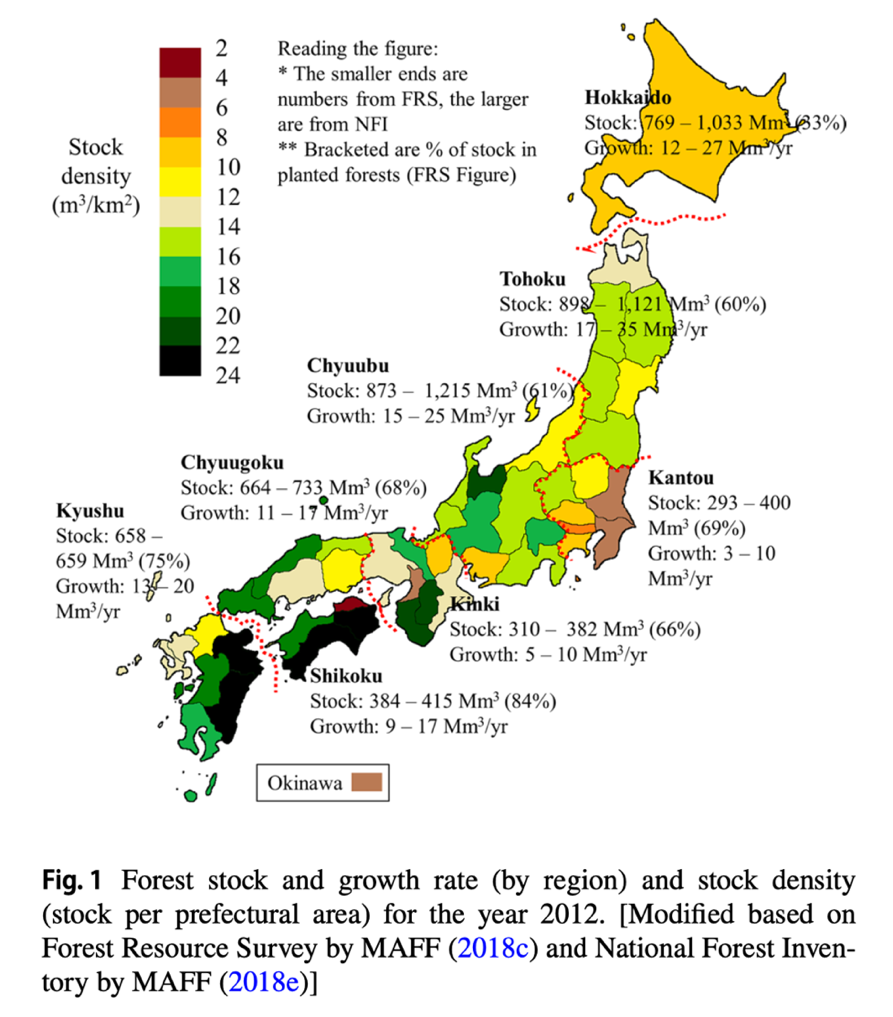 Stock
density
(m³/km²)
2
4
6
8
10
12
14
16
18
20
22
24
Reading the figure:
* The smaller ends are
numbers from FRS, the larger
are from NFI
** Bracketed are % of stock in
planted forests (FRS Figure)
Hokkaido
Stock: 769 – 1,033 Mm³ (33%)
Growth: 12 – 27 Mm³/yr
Tohoku
Stock: 898 – 1,121 Mm³ (60%)
Growth: 17 – 35 Mm³/yr
Chyuubu
Stock: 873 – 1,215 Mm³ (61%)
Growth: 15 – 25 Mm³/yr
Chyuugoku
Stock: 664 – 733 Mm³ (68%)
Growth: 11 – 17 Mm³/yr
Kantou
Stock: 293 – 400
Mm³ (69%)
Growth: 3 – 10
Mm³/yr
Kyushu
Stock: 658 –
659 Mm³ (75%)
Growth: 13 – 20
Mm³/yr
Kinki
Stock: 310 – 382 Mm³ (66%)
Growth: 5 – 10 Mm³/yr
Shikoku
Stock: 384 – 415 Mm³ (84%)
Growth: 9 – 17 Mm³/yr
Okinawa
Fig. 1 Forest stock and growth rate (by region) and stock density
(stock per prefectural area) for the year 2012. [Modified based on
Forest Resource Survey by MAFF (2018c) and National Forest Inven-
tory by MAFF (2018e)]